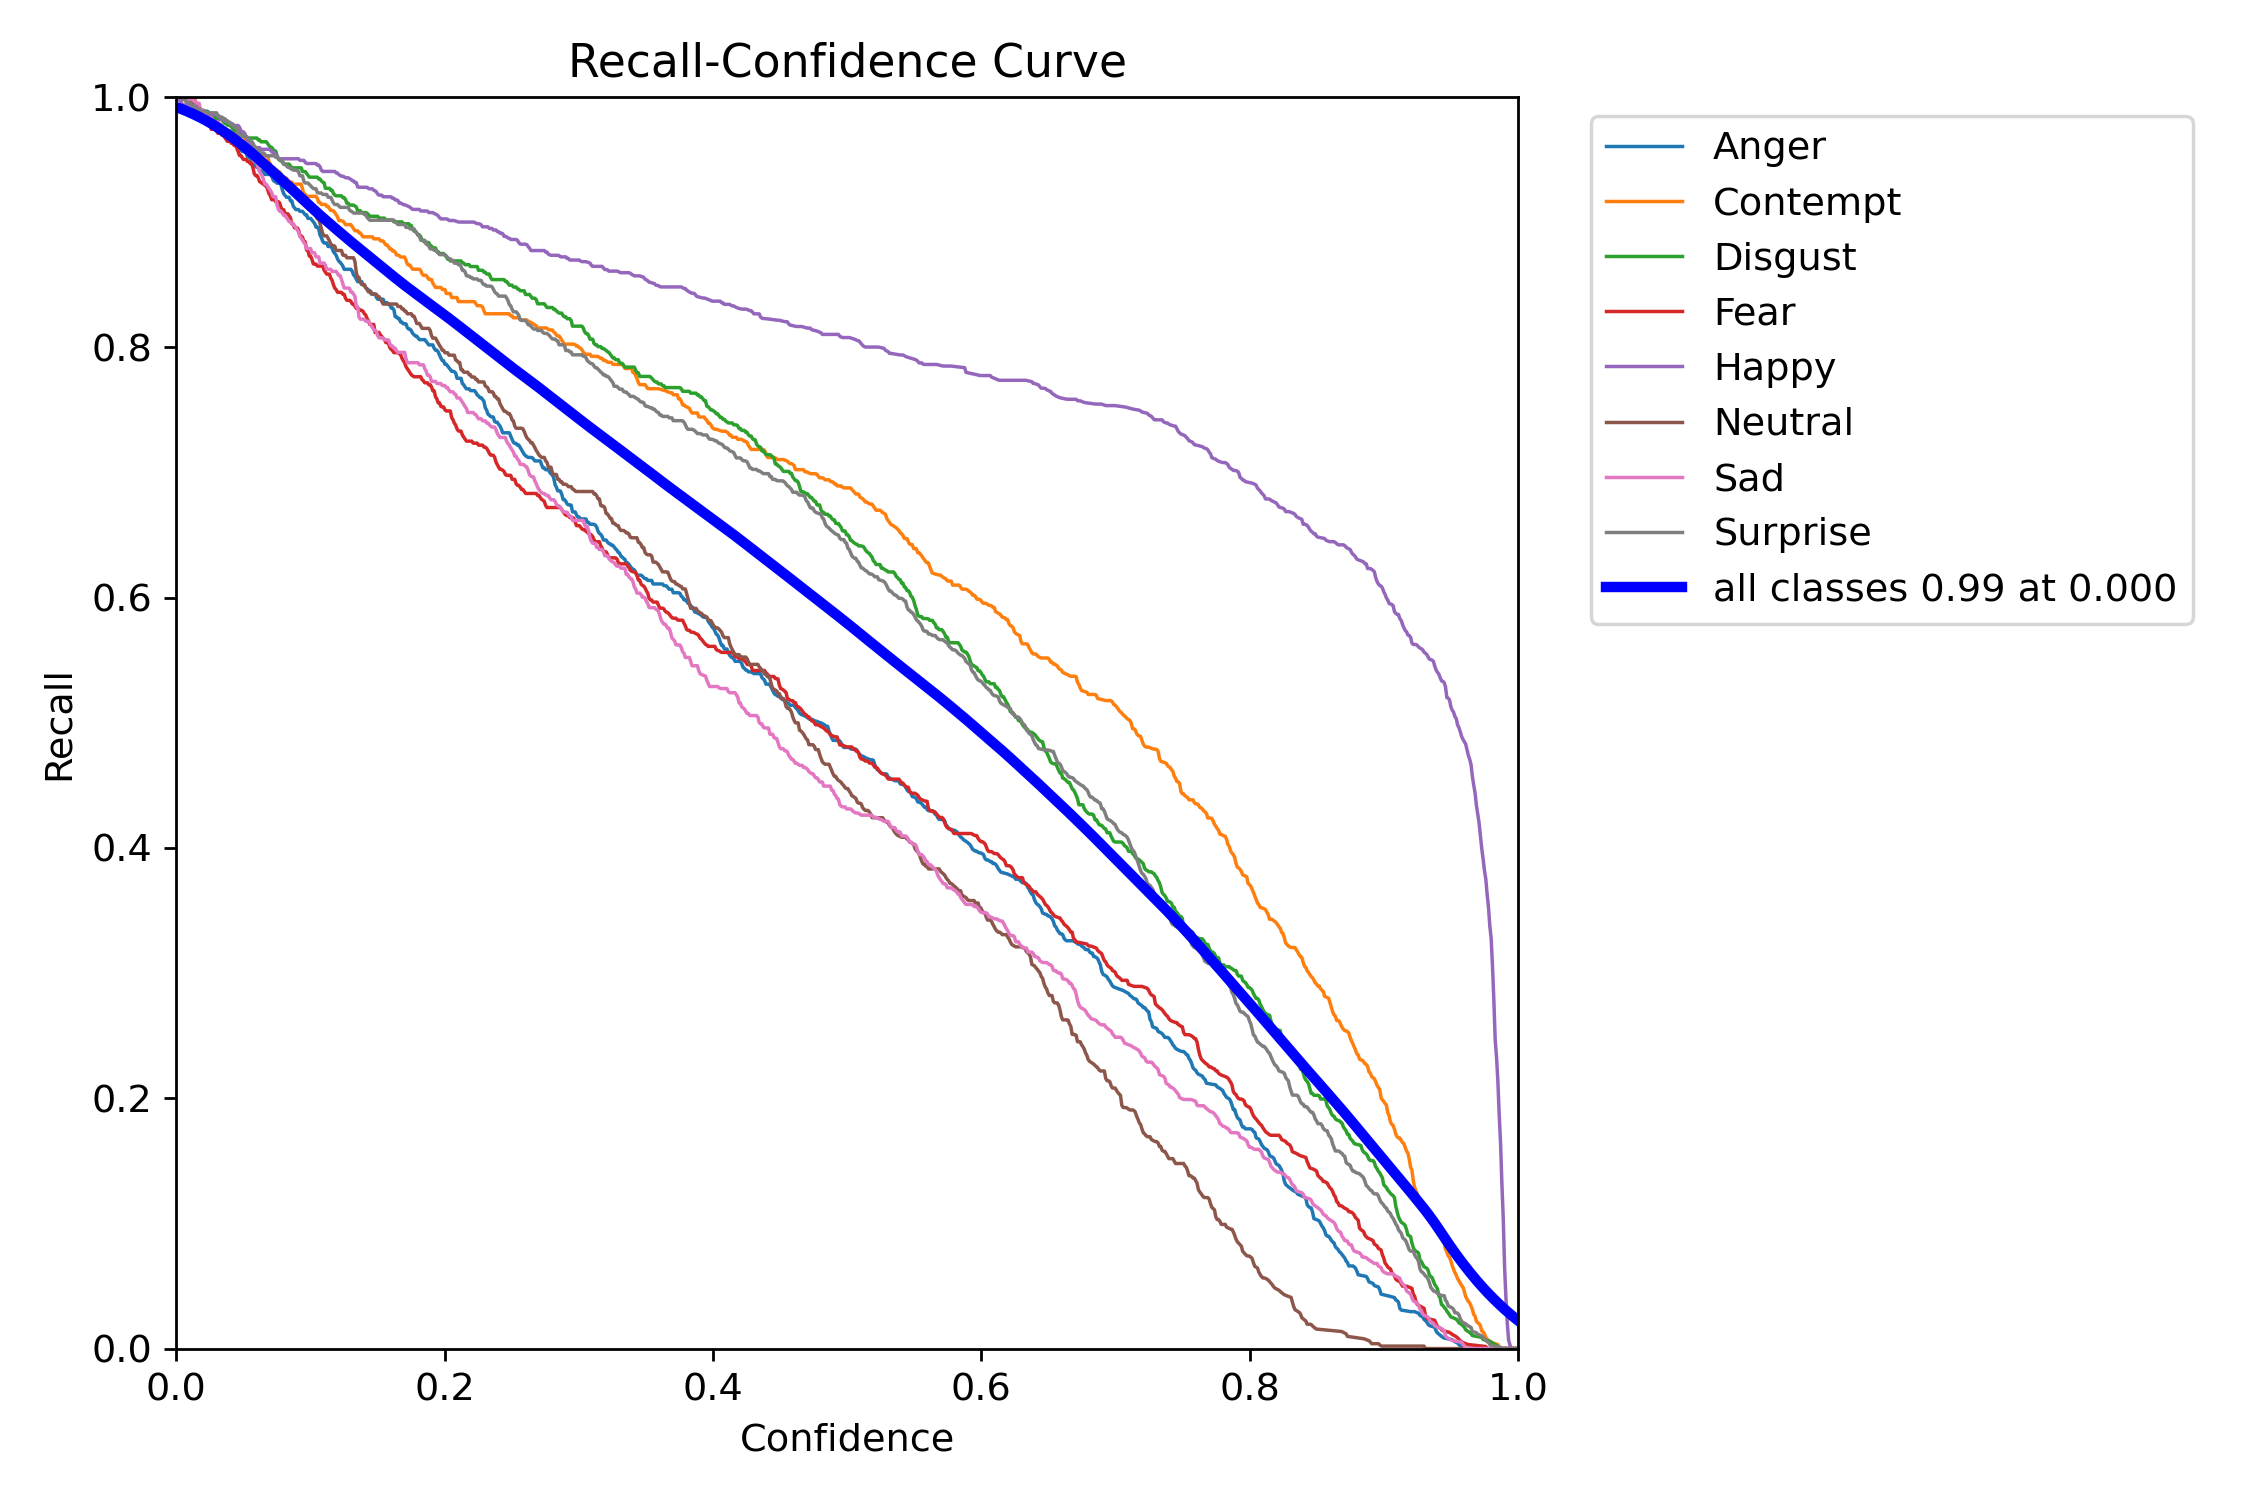 Recall-Confidence Curve
1.0
0.8
0.6
0.4
0.2
0.0
Recall
0.0 0.2 0.4 0.6 0.8 1.0
Confidence
Anger
Contempt
Disgust
Fear
Happy
Neutral
Sad
Surprise
all classes 0.99 at 0.000